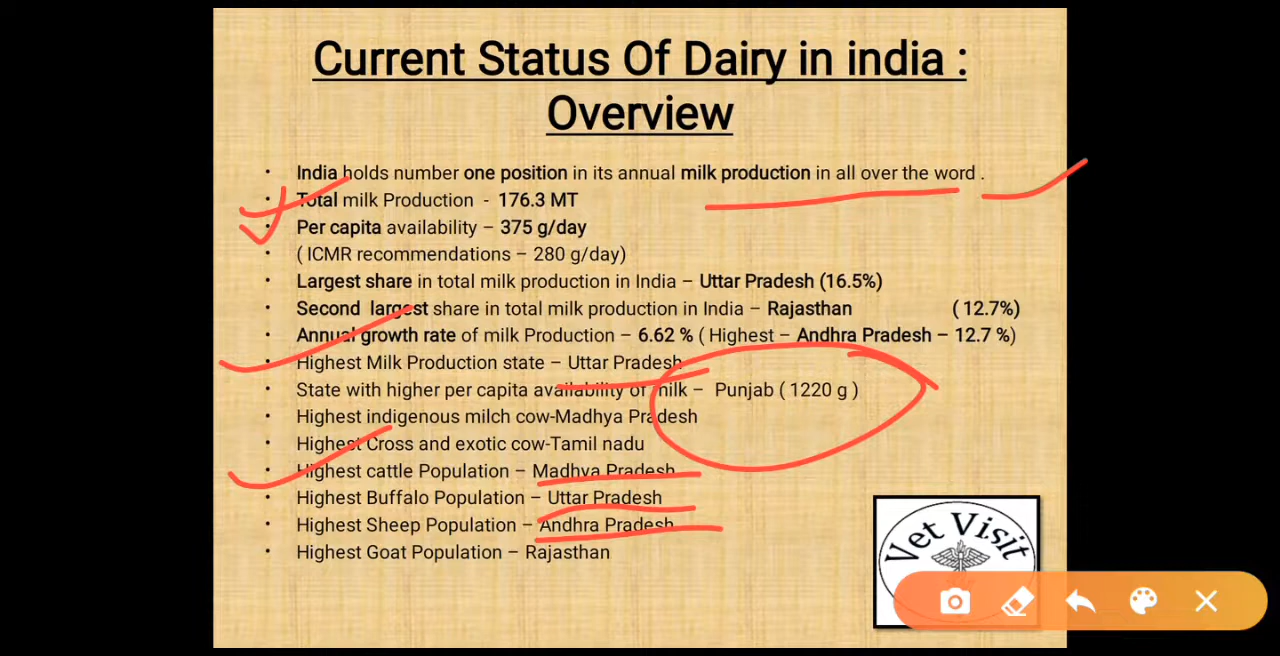 Current Status Of Dairy in india :
Overview
• India holds number one position in its annual milk production in all over the word .
• Total milk Production - 176.3 MT
• Per capita availability – 375 g/day
• ( ICMR recommendations – 280 g/day)
• Largest share in total milk production in India – Uttar Pradesh (16.5%)
• Second largest share in total milk production in India – Rajasthan ( 12.7%)
• Annual growth rate of milk Production – 6.62 % ( Highest – Andhra Pradesh – 12.7 %)
• Highest Milk Production state – Uttar Pradesh
• State with higher per capita availability of milk – Punjab ( 1220 g )
• Highest indigenous milch cow-Madhya Pradesh
• Highest Cross and exotic cow-Tamil nadu
• Highest cattle Population – Madhya Pradesh
• Highest Buffalo Population – Uttar Pradesh
• Highest Sheep Population – Andhra Pradesh
• Highest Goat Population – Rajasthan
Vet Visit